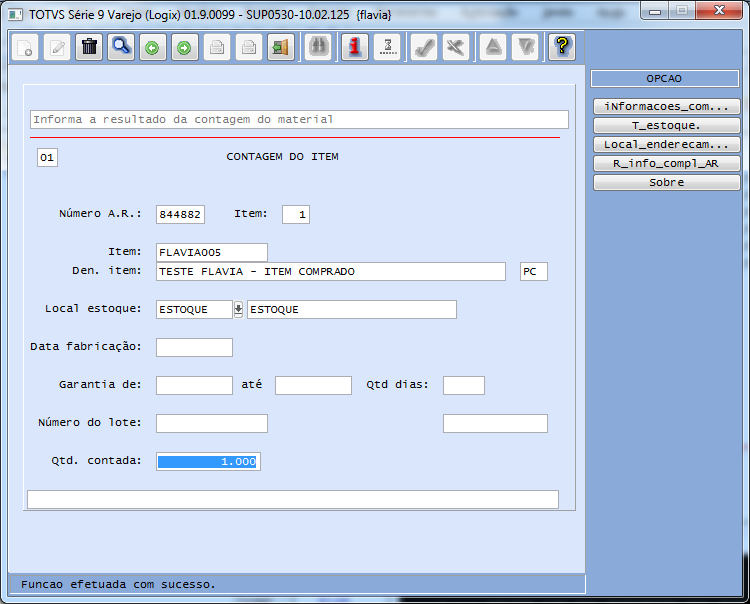 TOTVS Série 9 Varejo (Logix) 01.9.0099 - SUP0530-10.02.125 {flavia}
OPCAO
iNformacoes_com...
T_estoque.
Local_enderecam...
R_info_compl_AR
Sobre
Informa a resultado da contagem do material
01 CONTAGEM DO ITEM
Número A.R.: 844882 Item: 1
Item: FLAVIA005
Den. item: TESTE FLAVIA - ITEM COMPRADO PC
Local estoque: ESTOQUE ESTOQUE
Data fabricação:
Garantia de: até Qtd dias:
Número do lote:
Qtd. contada: 1.000
Funcao efetuada com sucesso.